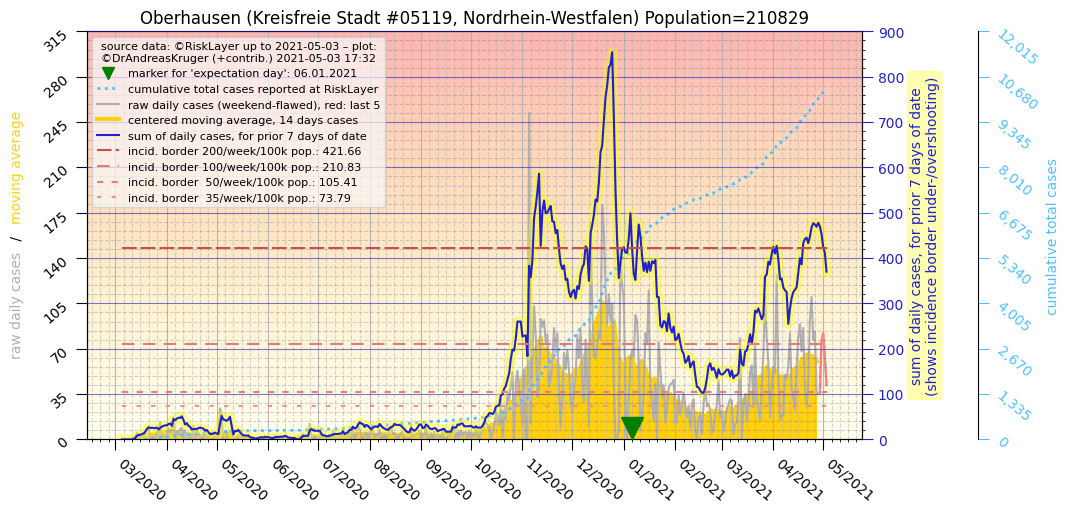 Oberhausen (Kreisfreie Stadt #05119, Nordrhein-Westfalen) Population=210829
source data: ©RiskLayer up to 2021-05-03 – plot:
©DrAndreasKruger (+contrib.) 2021-05-03 17:32
marker for 'expectation day': 06.01.2021
cumulative total cases reported at RiskLayer
raw daily cases (weekend-flawed), red: last 5
centered moving average, 14 days cases
sum of daily cases, for prior 7 days of date
incid. border 200/week/100k pop.: 421.66
incid. border 100/week/100k pop.: 210.83
incid. border  50/week/100k pop.: 105.41
incid. border  35/week/100k pop.: 73.79
raw daily cases / moving average
315
280
245
210
175
140
105
70
35
0
03/2020
04/2020
05/2020
06/2020
07/2020
08/2020
09/2020
10/2020
11/2020
12/2020
01/2021
02/2021
03/2021
04/2021
05/2021
900
800
700
600
500
400
300
200
100
0
sum of daily cases, for prior 7 days of date
(shows incidence border under-/overshooting)
12,015
10,680
9,345
8,010
6,675
5,340
4,005
2,670
1,335
0
cumulative total cases